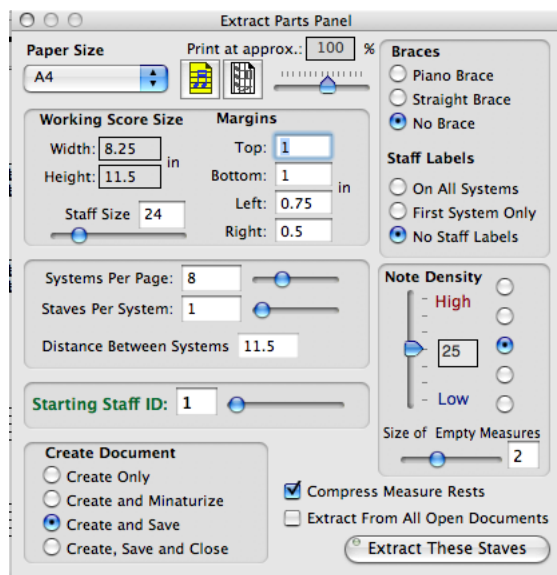 Extract Parts Panel
Paper Size
A4
Print at approx.: 100 %
Working Score Size
Width: 8.25
Height: 11.5
in
Staff Size 24
Margins
Top: 1
Bottom: 1
Left: 0.75
Right: 0.5
in
Braces
Piano Brace
Straight Brace
No Brace
Staff Labels
On All Systems
First System Only
No Staff Labels
Systems Per Page: 8
Staves Per System: 1
Distance Between Systems 11.5
Note Density
High
25
Low
Size of Empty Measures
2
Starting Staff ID: 1
Create Document
Create Only
Create and Minaturize
Create and Save
Create, Save and Close
Compress Measure Rests
Extract From All Open Documents
Extract These Staves